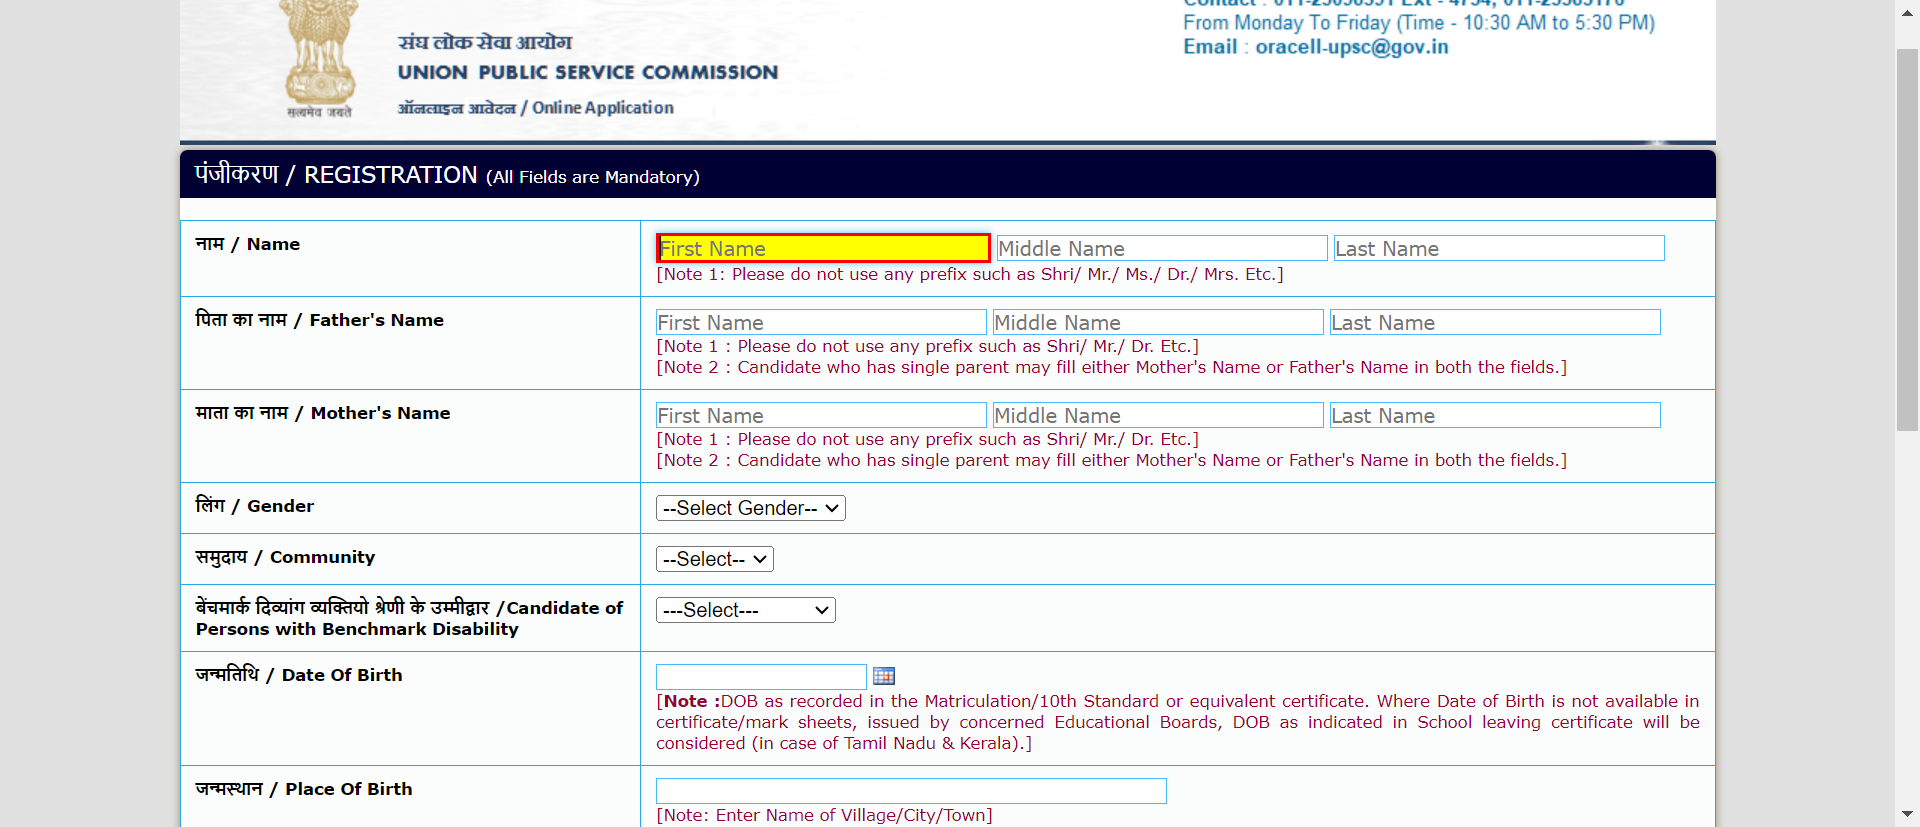 From Monday To Friday (Time - 10:30 AM to 5:30 PM)
Email : oracell-upsc@gov.in
संघ लोक सेवा आयोग
UNION PUBLIC SERVICE COMMISSION
ऑनलाइन आवेदन / Online Application
सत्यमेव जयते
पंजीकरण / REGISTRATION (All Fields are Mandatory)
नाम / Name
First Name Middle Name Last Name
[Note 1: Please do not use any prefix such as Shri/ Mr./ Ms./ Dr./ Mrs. Etc.]
पिता का नाम / Father's Name
First Name Middle Name Last Name
[Note 1 : Please do not use any prefix such as Shri/ Mr./ Dr. Etc.]
[Note 2 : Candidate who has single parent may fill either Mother's Name or Father's Name in both the fields.]
माता का नाम / Mother's Name
First Name Middle Name Last Name
[Note 1 : Please do not use any prefix such as Shri/ Mr./ Dr. Etc.]
[Note 2 : Candidate who has single parent may fill either Mother's Name or Father's Name in both the fields.]
लिंग / Gender
--Select Gender--
समुदाय / Community
--Select--
बेंचमार्क दिव्यांग व्यक्तियो श्रेणी के उम्मीद्वार /Candidate of
Persons with Benchmark Disability
---Select---
जन्मतिथि / Date Of Birth
[Note :DOB as recorded in the Matriculation/10th Standard or equivalent certificate. Where Date of Birth is not available in
certificate/mark sheets, issued by concerned Educational Boards, DOB as indicated in School leaving certificate will be
considered (in case of Tamil Nadu & Kerala).]
जन्मस्थान / Place Of Birth
[Note: Enter Name of Village/City/Town]